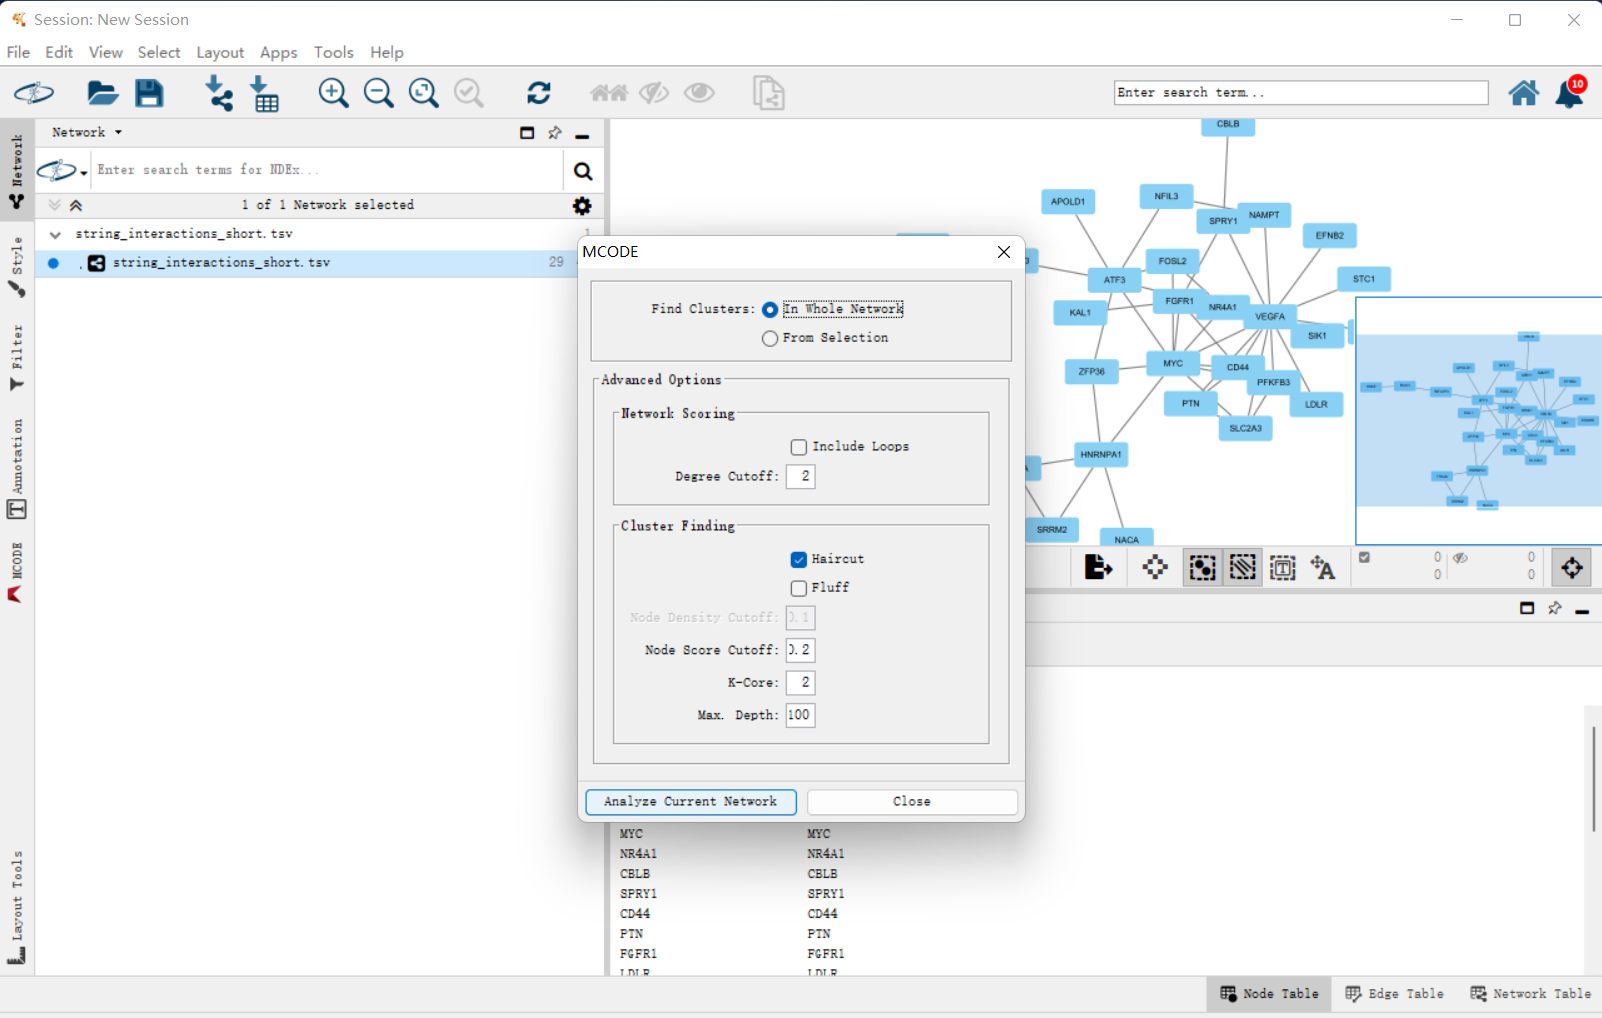 Session: New Session
File Edit View Select Layout Apps Tools Help
Enter search term...
10
Network
Enter search terms for NDEx...
1 of 1 Network selected
string_interactions_short.tsv 1
string_interactions_short.tsv 29
Network
Style
Filter
Annotation
MCODE
Layout Tools
CBLB
APOLD1
NFIL3
SPRY1
NAMPT
EFNB2
FOSL2
ATF3
STC1
FGFR1
NR4A1
KAL1
VEGFA
SIK1
MYC
CD44
ZFP36
PFKFB3
PTN
LDLR
SLC2A3
HNRNPA1
SRRM2
NACA
0 0
0 0
MCODE
Find Clusters: In Whole Network
From Selection
Advanced Options
Network Scoring
Include Loops
Degree Cutoff: 2
Cluster Finding
Haircut
Fluff
Node Density Cutoff: 0.1
Node Score Cutoff: 0.2
K-Core: 2
Max. Depth: 100
Analyze Current Network Close
MYC MYC
NR4A1 NR4A1
CBLB CBLB
SPRY1 SPRY1
CD44 CD44
PTN PTN
FGFR1 FGFR1
LDLR LDLR
Node Table Edge Table Network Table